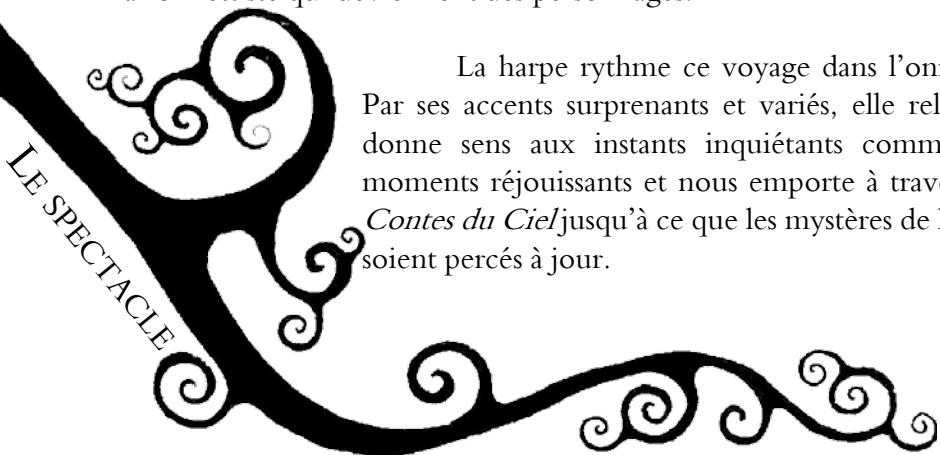 La harpe rythme ce voyage dans l’on
Par ses accents surprenants et variés, elle rel
donne sens aux instants inquiétants comm
moments réjouissants et nous emporte à trav
Contes du Ciel jusqu’à ce que les mystères de
soient percés à jour.
LE SPECTACLE